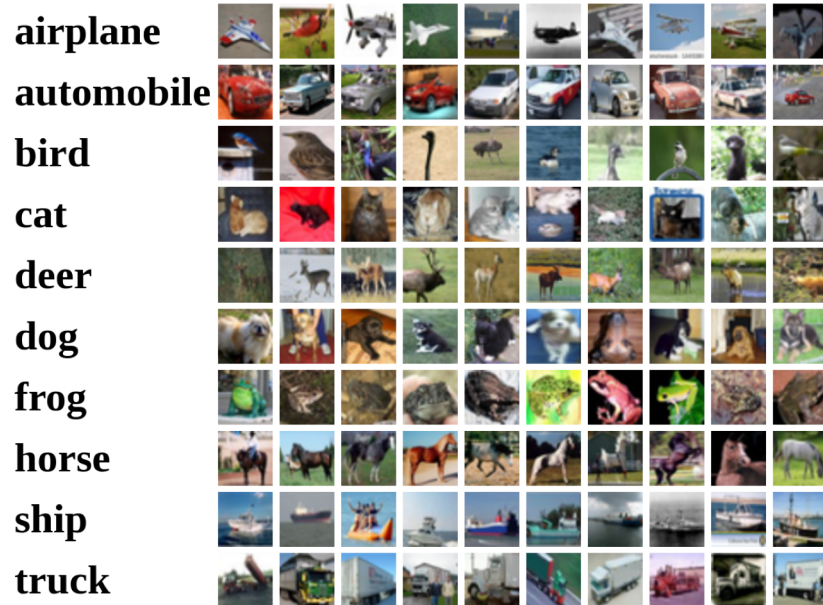 airplane
automobile
bird
cat
deer
dog
frog
horse
ship
truck